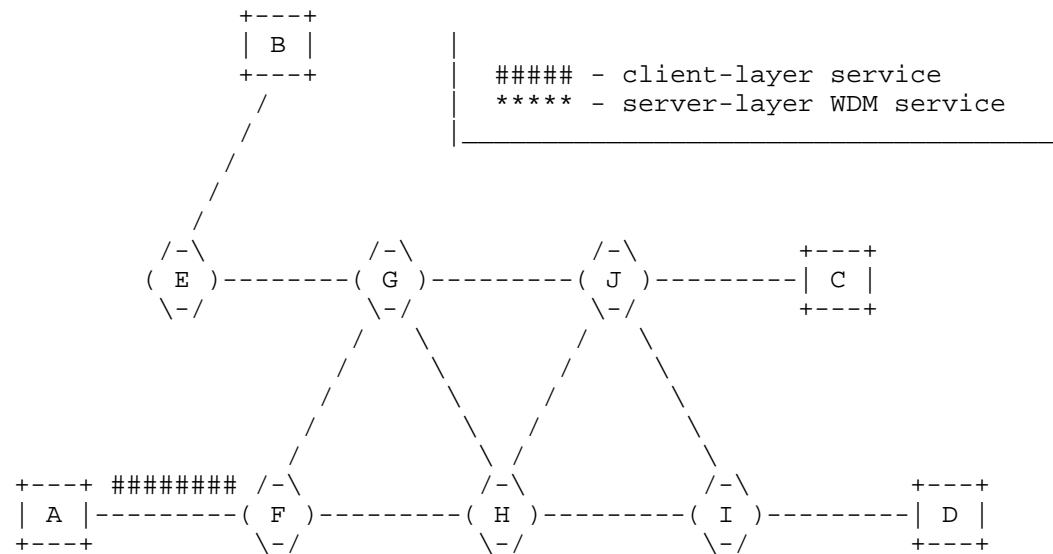 B
##### - client-layer service
***** - server-layer WDM service
E G J C
######## 
A F H I D